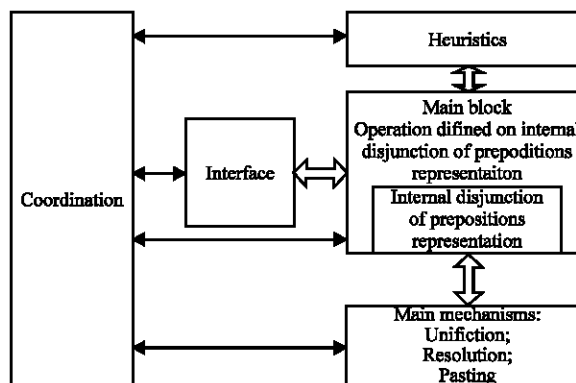 Heuristics
Main block
Operation difined on internal
disjunction of prepoditions
representaiton
Interface
Coordination
Internal disjunction
of prepositions
representation
Main mechanisms:
Unifiction;
Resolution;
Pasting